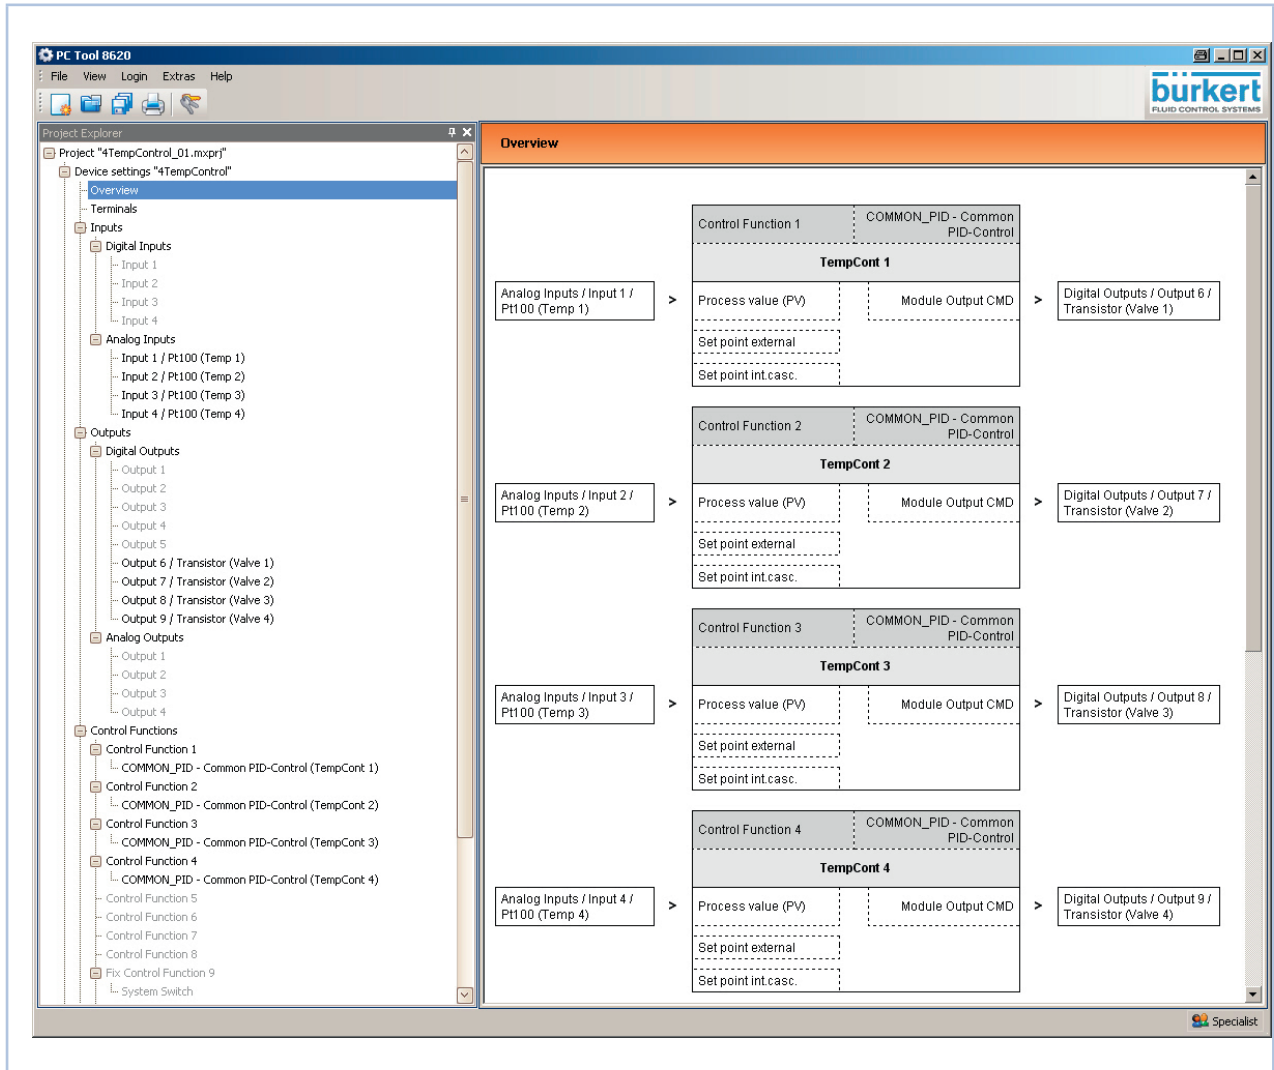 PC Tool 8620
File View Login Extras Help
bürkert
FLUID CONTROL SYSTEMS
Project Explorer
Project "4TempControl_01.mxprj"
Device settings "4TempControl"
Overview
Terminals
Inputs
Digital Inputs
Input 1
Input 2
Input 3
Input 4
Analog Inputs
Input 1 / Pt100 (Temp 1)
Input 2 / Pt100 (Temp 2)
Input 3 / Pt100 (Temp 3)
Input 4 / Pt100 (Temp 4)
Outputs
Digital Outputs
Output 1
Output 2
Output 3
Output 4
Output 5
Output 6 / Transistor (Valve 1)
Output 7 / Transistor (Valve 2)
Output 8 / Transistor (Valve 3)
Output 9 / Transistor (Valve 4)
Analog Outputs
Output 1
Output 2
Output 3
Output 4
Control Functions
Control Function 1
COMMON_PID - Common PID-Control (TempCont 1)
Control Function 2
COMMON_PID - Common PID-Control (TempCont 2)
Control Function 3
COMMON_PID - Common PID-Control (TempCont 3)
Control Function 4
COMMON_PID - Common PID-Control (TempCont 4)
Control Function 5
Control Function 6
Control Function 7
Control Function 8
Fix Control Function 9
System Switch
Overview
Control Function 1
COMMON_PID - Common
PID-Control
TempCont 1
Analog Inputs / Input 1 /
Pt100 (Temp 1)
>
Process value (PV)
Module Output CMD
>
Digital Outputs / Output 6 /
Transistor (Valve 1)
Set point external
Set point int.casc.
Control Function 2
COMMON_PID - Common
PID-Control
TempCont 2
Analog Inputs / Input 2 /
Pt100 (Temp 2)
>
Process value (PV)
Module Output CMD
>
Digital Outputs / Output 7 /
Transistor (Valve 2)
Set point external
Set point int.casc.
Control Function 3
COMMON_PID - Common
PID-Control
TempCont 3
Analog Inputs / Input 3 /
Pt100 (Temp 3)
>
Process value (PV)
Module Output CMD
>
Digital Outputs / Output 8 /
Transistor (Valve 3)
Set point external
Set point int.casc.
Control Function 4
COMMON_PID - Common
PID-Control
TempCont 4
Analog Inputs / Input 4 /
Pt100 (Temp 4)
>
Process value (PV)
Module Output CMD
>
Digital Outputs / Output 9 /
Transistor (Valve 4)
Set point external
Set point int.casc.
Specialist